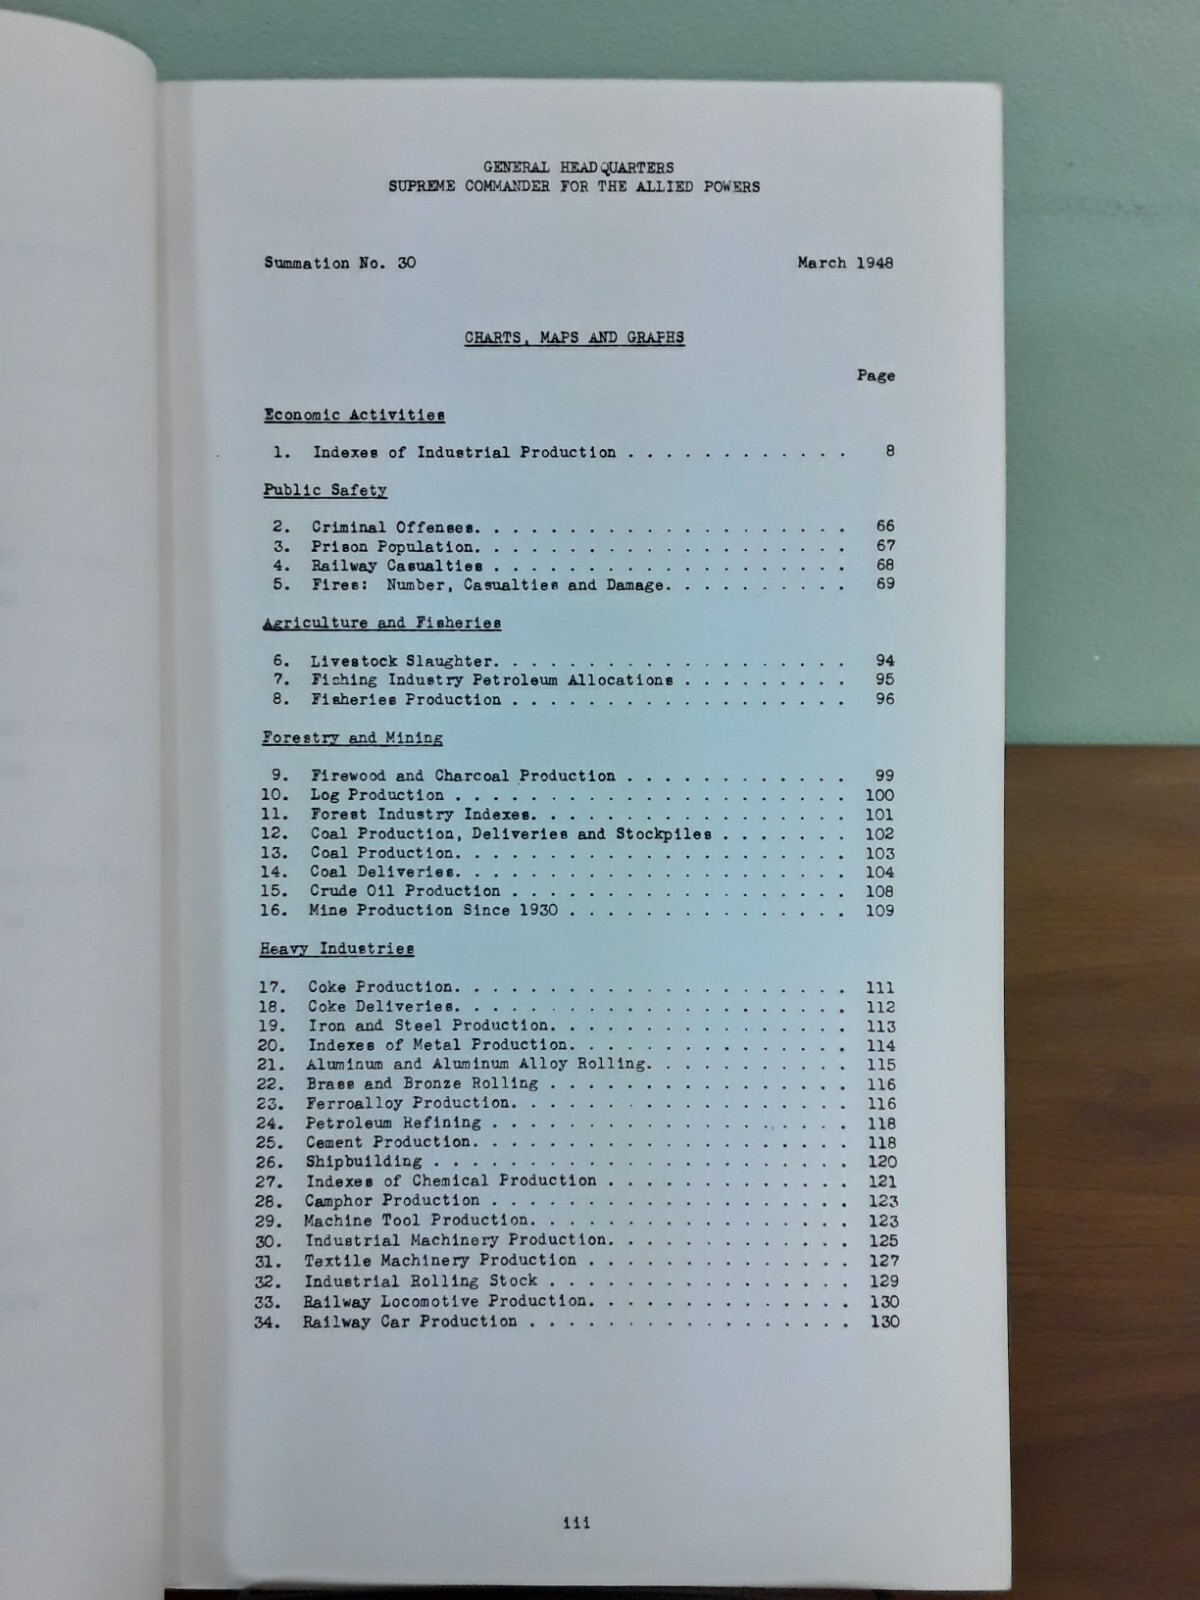 GENERAL HEADQUARTERS
SUPREME COMMANDER FOR THE ALLIED POWERS
Summation No. 30 March 1948
CHARTS, MAPS AND GRAPHS
Page
Economic Activities
1. Indexes of Industrial Production . . . . . . . . . . . . 8
Public Safety
2. Criminal Offenses. . . . . . . . . . . . . . . . . . . . 66
3. Prison Population. . . . . . . . . . . . . . . . . . . . 67
4. Railway Casualties . . . . . . . . . . . . . . . . . . . 68
5. Fires: Number, Casualties and Damage. . . . . . . . . . 69
Agriculture and Fisheries
6. Livestock Slaughter. . . . . . . . . . . . . . . . . . . 94
7. Fishing Industry Petroleum Allocations . . . . . . . . . 95
8. Fisheries Production . . . . . . . . . . . . . . . . . . 96
Forestry and Mining
9. Firewood and Charcoal Production . . . . . . . . . . . . 99
10. Log Production . . . . . . . . . . . . . . . . . . . . . 100
11. Forest Industry Indexes. . . . . . . . . . . . . . . . . 101
12. Coal Production, Deliveries and Stockpiles . . . . . . . 102
13. Coal Production. . . . . . . . . . . . . . . . . . . . . 103
14. Coal Deliveries. . . . . . . . . . . . . . . . . . . . . 104
15. Crude Oil Production . . . . . . . . . . . . . . . . . . 108
16. Mine Production Since 1930 . . . . . . . . . . . . . . . 109
Heavy Industries
17. Coke Production. . . . . . . . . . . . . . . . . . . . . 111
18. Coke Deliveries. . . . . . . . . . . . . . . . . . . . . 112
19. Iron and Steel Production. . . . . . . . . . . . . . . . 113
20. Indexes of Metal Production. . . . . . . . . . . . . . . 114
21. Aluminum and Aluminum Alloy Rolling. . . . . . . . . . . 115
22. Brass and Bronze Rolling . . . . . . . . . . . . . . . . 116
23. Ferroalloy Production. . . . . . . . . . . . . . . . . . 116
24. Petroleum Refining . . . . . . . . . . . . . . . . . . . 118
25. Cement Production. . . . . . . . . . . . . . . . . . . . 118
26. Shipbuilding . . . . . . . . . . . . . . . . . . . . . . 120
27. Indexes of Chemical Production . . . . . . . . . . . . . 121
28. Camphor Production . . . . . . . . . . . . . . . . . . . 123
29. Machine Tool Production. . . . . . . . . . . . . . . . . 123
30. Industrial Machinery Production. . . . . . . . . . . . . 125
31. Textile Machinery Production . . . . . . . . . . . . . . 127
32. Industrial Rolling Stock . . . . . . . . . . . . . . . . 129
33. Railway Locomotive Production. . . . . . . . . . . . . . 130
34. Railway Car Production . . . . . . . . . . . . . . . . . 130
iii